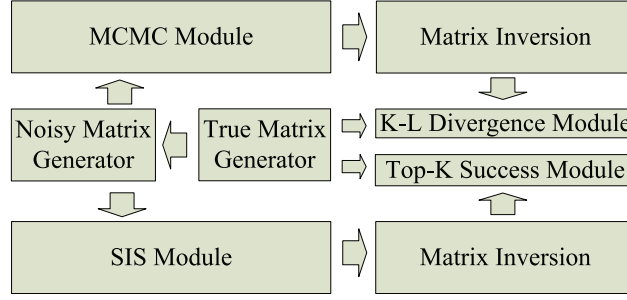 MCMC Module
Matrix Inversion
Noisy Matrix
Generator
True Matrix
Generator
K-L Divergence Module
Top-K Success Module
SIS Module
Matrix Inversion